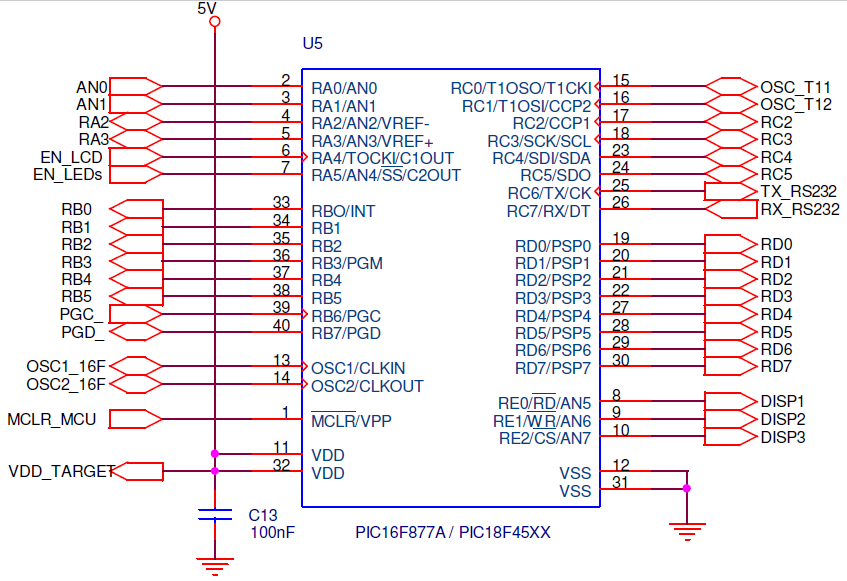 5V
U5
AN0 2 RA0/AN0 RC0/T1OSO/T1CKI 15 OSC_T11
AN1 3 RA1/AN1 RC1/T1OSI/CCP2 16 OSC_T12
RA2 4 RA2/AN2/VREF- RC2/CCP1 17 RC2
RA3 5 RA3/AN3/VREF+ RC3/SCK/SCL 18 RC3
EN_LCD 6 RA4/TOCKI/C1OUT RC4/SDI/SDA 23 RC4
EN_LEDs 7 RA5/AN4/SS/C2OUT RC5/SDO 24 RC5
RC6/TX/CK 25 TX_RS232
RB0 33 RBO/INT RC7/RX/DT 26 RX_RS232
RB1 34 RB1
RB2 35 RB2 RD0/PSP0 19 RD0
RB3 36 RB3/PGM RD1/PSP1 20 RD1
RB4 37 RB4 RD2/PSP2 21 RD2
RB5 38 RB5 RD3/PSP3 22 RD3
PGC_ 39 RB6/PGC RD4/PSP4 27 RD4
PGD_ 40 RB7/PGD RD5/PSP5 28 RD5
RD6/PSP6 29 RD6
OSC1_16F 13 OSC1/CLKIN RD7/PSP7 30 RD7
OSC2_16F 14 OSC2/CLKOUT
RE0/RD/AN5 8 DISP1
MCLR_MCU 1 MCLR/VPP RE1/WR/AN6 9 DISP2
RE2/CS/AN7 10 DISP3
11 VDD
VDD_TARGET 32 VDD VSS 12
VSS 31
C13
100nF PIC16F877A / PIC18F45XX